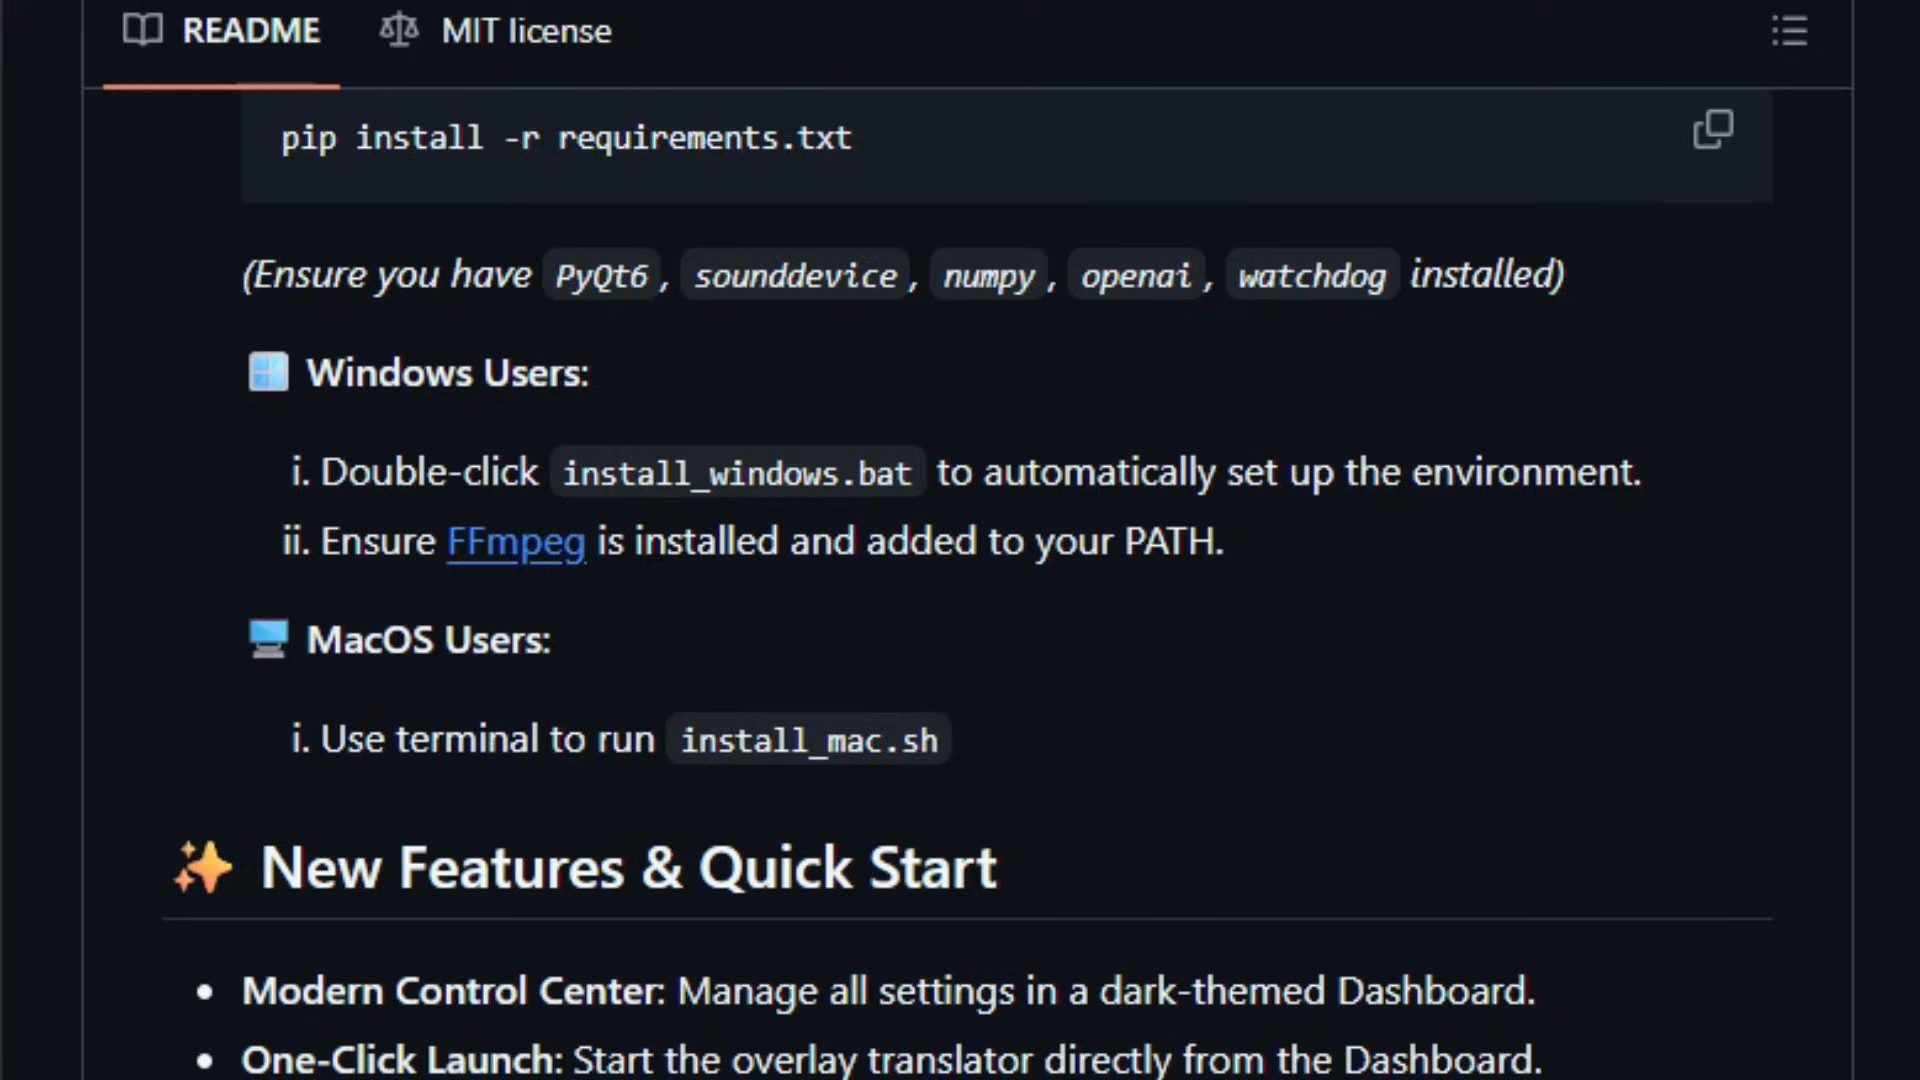 README MIT license
pip install -r requirements.txt
(Ensure you have PyQt6, sounddevice, numpy, openai, watchdog installed)
Windows Users:
i. Double-click install_windows.bat to automatically set up the environment.
ii. Ensure FFmpeg is installed and added to your PATH.
MacOS Users:
i. Use terminal to run install_mac.sh
✨ New Features & Quick Start
• Modern Control Center: Manage all settings in a dark-themed Dashboard.
• One-Click Launch: Start the overlay translator directly from the Dashboard.